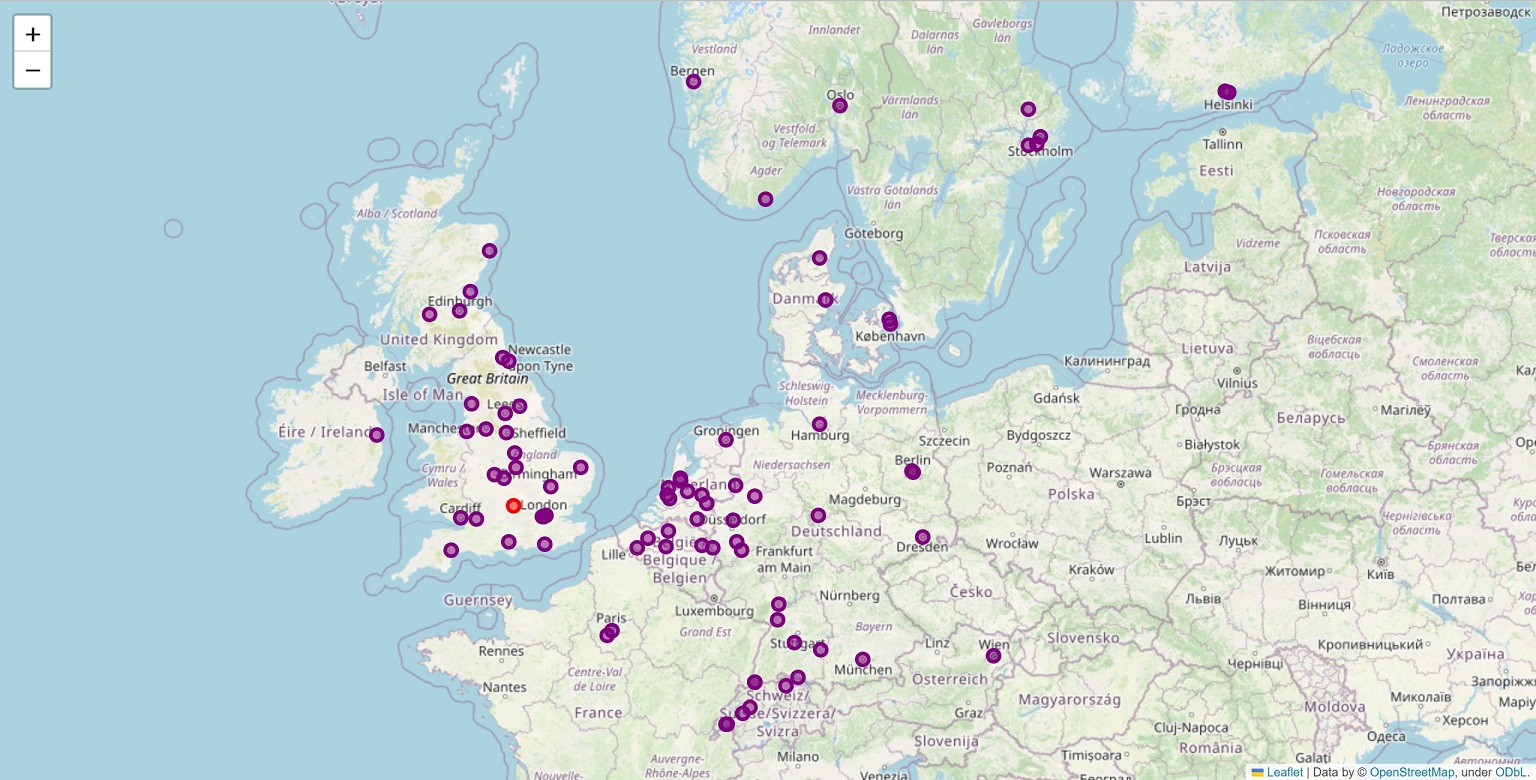 +
−
Петрозаводск
Vestland
Innlandet
Dalarnas
län
Gävleborgs
län
Ладожское
озеро
Bergen
Oslo
Värmlands
län
Helsinki
Ленинградская
область
Vestfold
og Telemark
Stockholm
Tallinn
Eesti
Agder
Västra Götalands
län
Новгородская
область
Alba / Scotland
Göteborg
Псковская
область
Vidzeme
Тверская
Latvija
Edinburgh
Danmark
United Kingdom
København
Newcastle
upon Tyne
Belfast
Great Britain
Isle of Man
Калининград
Lietuva
Віцебская
вобласць
Смоленская
область
Vilnius
Schleswig-
Holstein
Mecklenburg-
Vorpommern
Gdańsk
Гродна
Беларусь
Магілёў
Éire / Ireland
Sheffield
Groningen
Hamburg
Szczecin
Bydgoszcz
Białystok
Брянская
область
Cymru /
Wales
Niedersachsen
Berlin
Poznań
Warszawa
Брэсцкая
вобласць
Гомельская
вобласць
Cardiff
London
Magdeburg
Polska
Брэст
Düsseldorf
Deutschland
Чернігівська
область
Lille
België /
Belgique /
Belgien
Frankfurt
am Main
Dresden
Wrocław
Lublin
Луцьк
Kraków
Житомир
Київ
Guernsey
Luxembourg
Nürnberg
Česko
Львів
Вінниця
Полтава
Paris
Grand Est
Bayern
Rennes
Stuttgart
Linz
Wien
Slovensko
Кропивницький
Україна
München
Чернівці
Centre-Val
de Loire
Nantes
Österreich
Magyarország
Запоріжжя
Schweiz/
Suisse/Svizzera/
Svizra
Moldova
Миколаїв
France
Graz
Херсон
Cluj-Napoca
România
Одеса
Slovenija
Milano
Timișoara
Galați
Auvergne-
Rhône-Alpes
Venezia
Nouvelle-
Leaflet | Data by © OpenStreetMap, under ODbL.